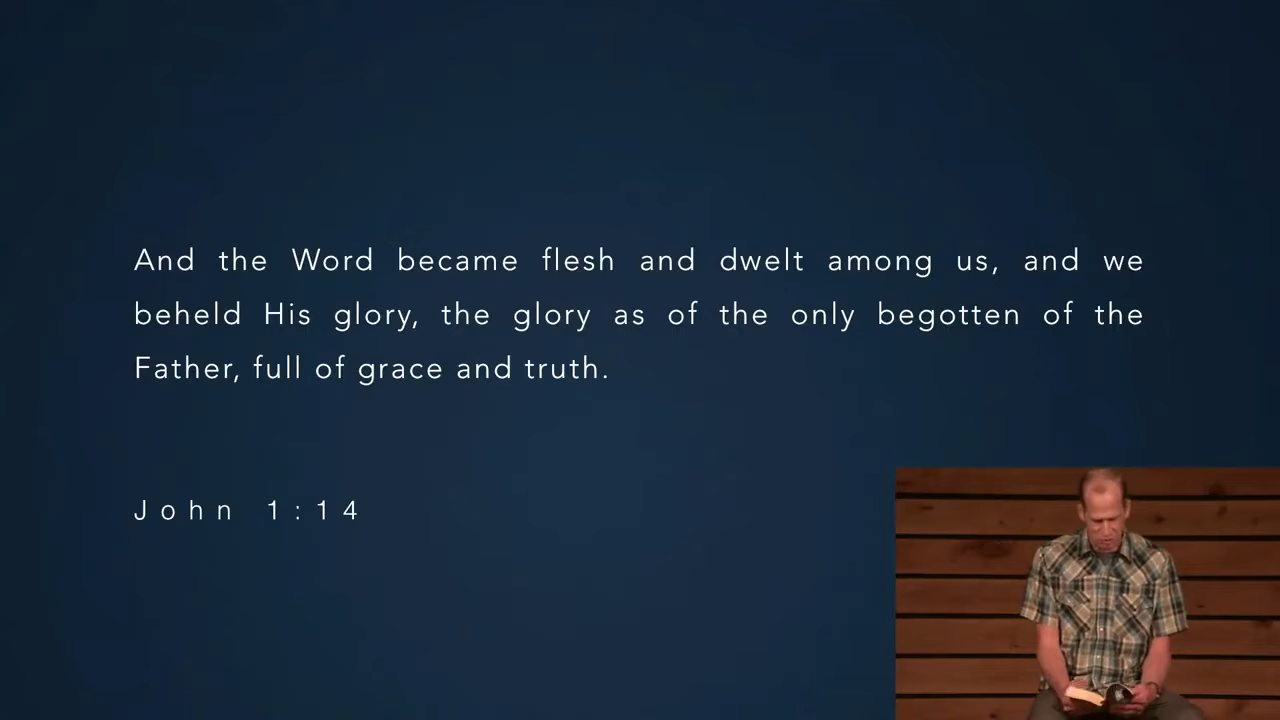 And the Word became flesh and dwelt among us, and we
beheld His glory, the glory as of the only begotten of the
Father, full of grace and truth.
John 1:14